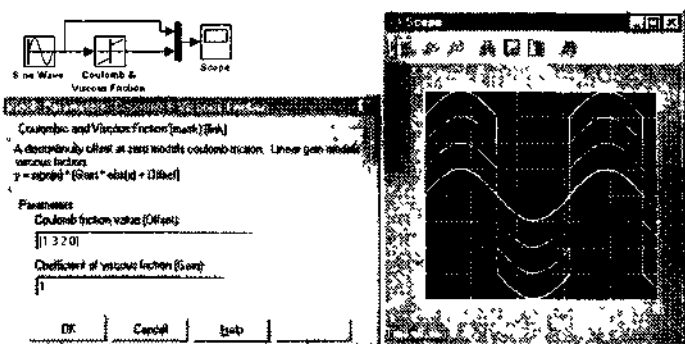 Scope
Sine Wave
Coulomb &
Viscous Friction
Scope
Coulombic and Viscous Friction (mask) (link)
A discontinuity offset at zero models coulomb friction. Linear gain models
viscous friction.
y = sign(x) * (Gain * abs(x) + Offset)
Parameters
Coulomb friction value (Offset):
[1 3 2 0]
Coefficient of viscous friction (Gain):
1
OK
Cancel
Help